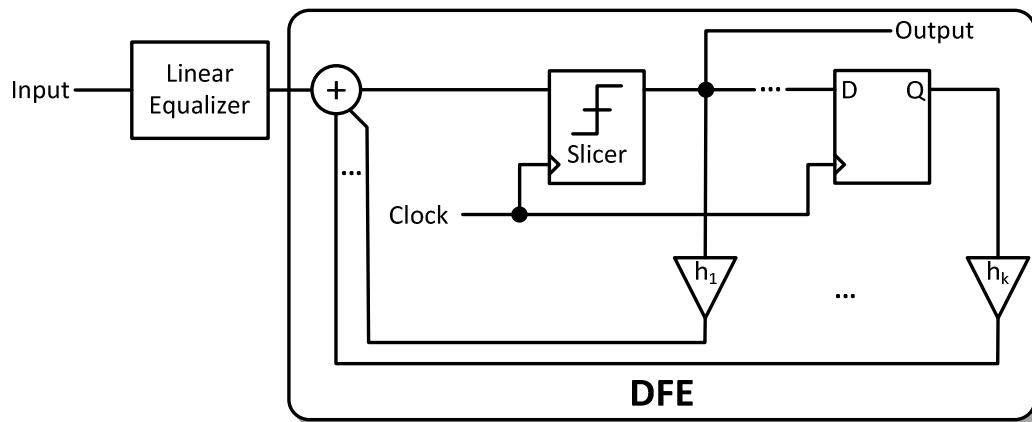 Output
Input
Linear
Equalizer
+
...
D Q
Slicer
...
Clock
h1
...
hk
DFE